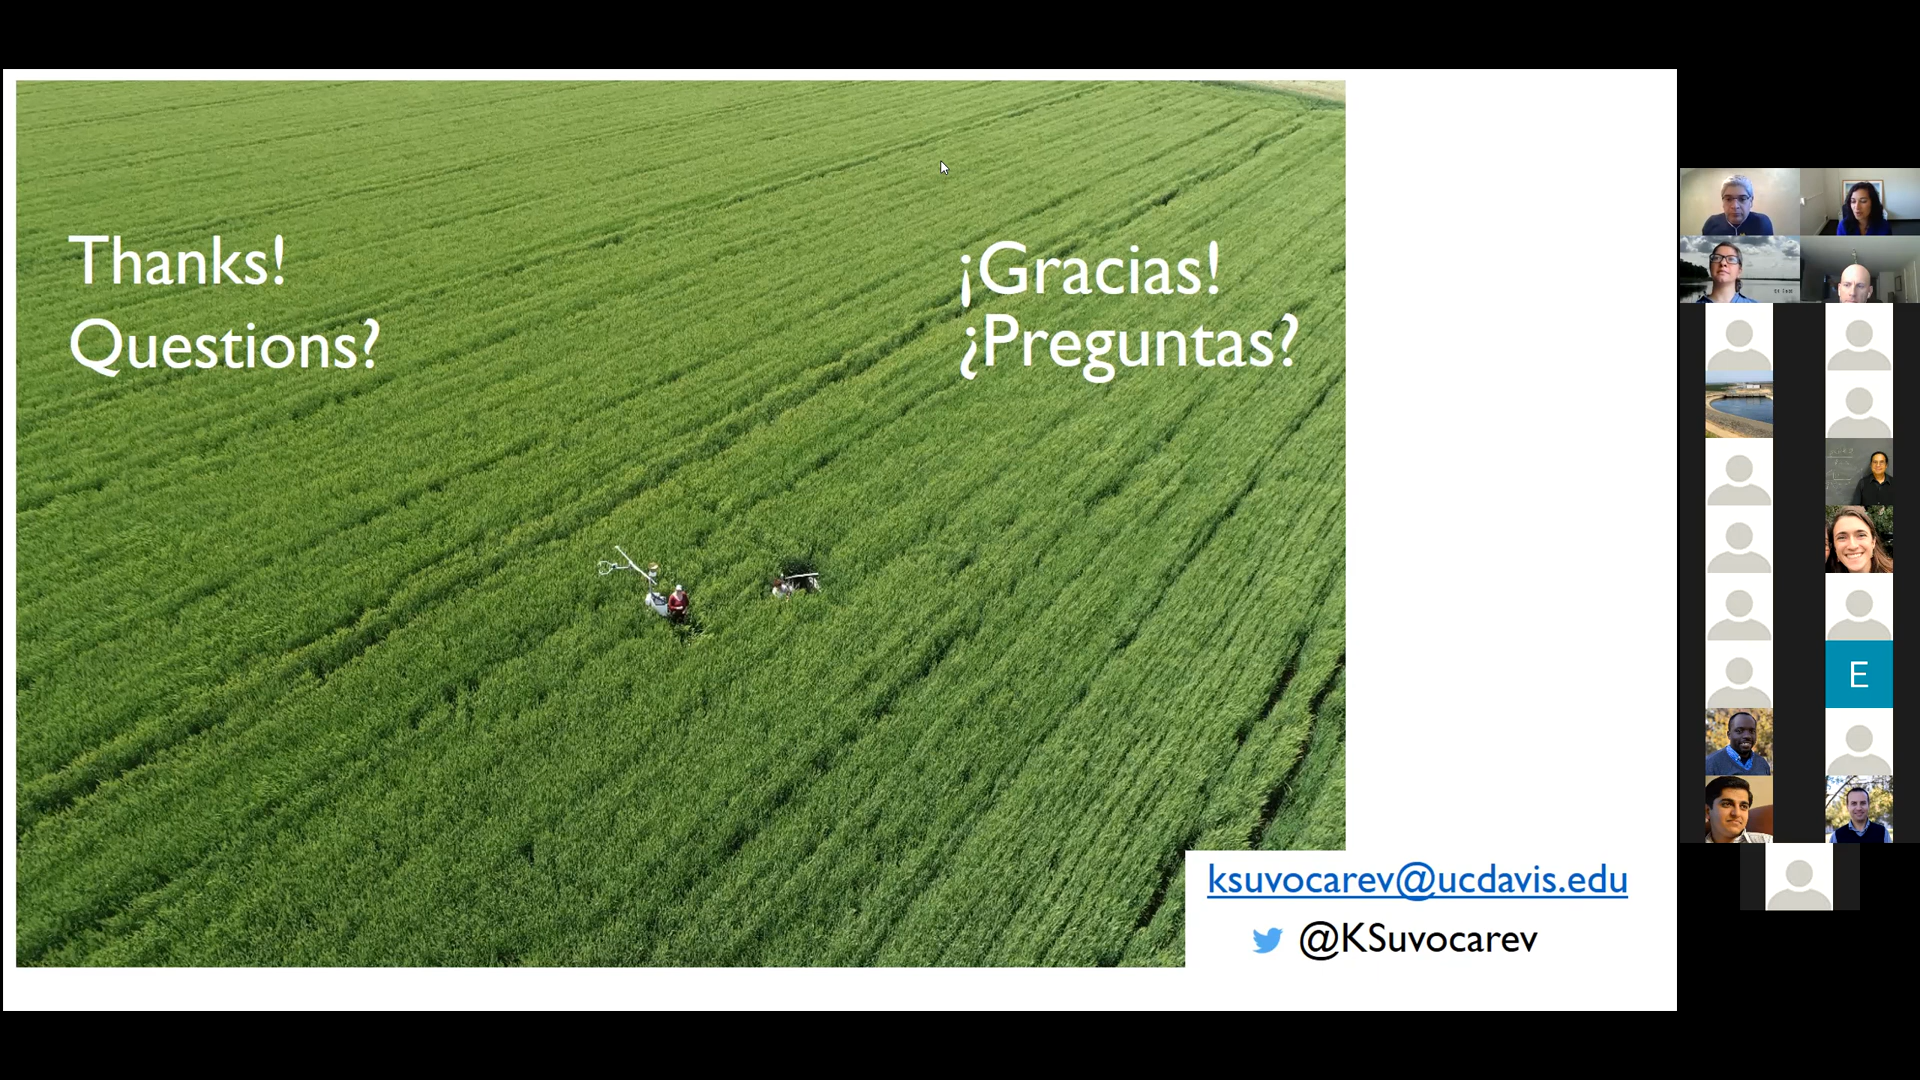 Thanks!
Questions?
¡Gracias!
¿Preguntas?
ksuvocarev@ucdavis.edu
@KSuvocarev
E